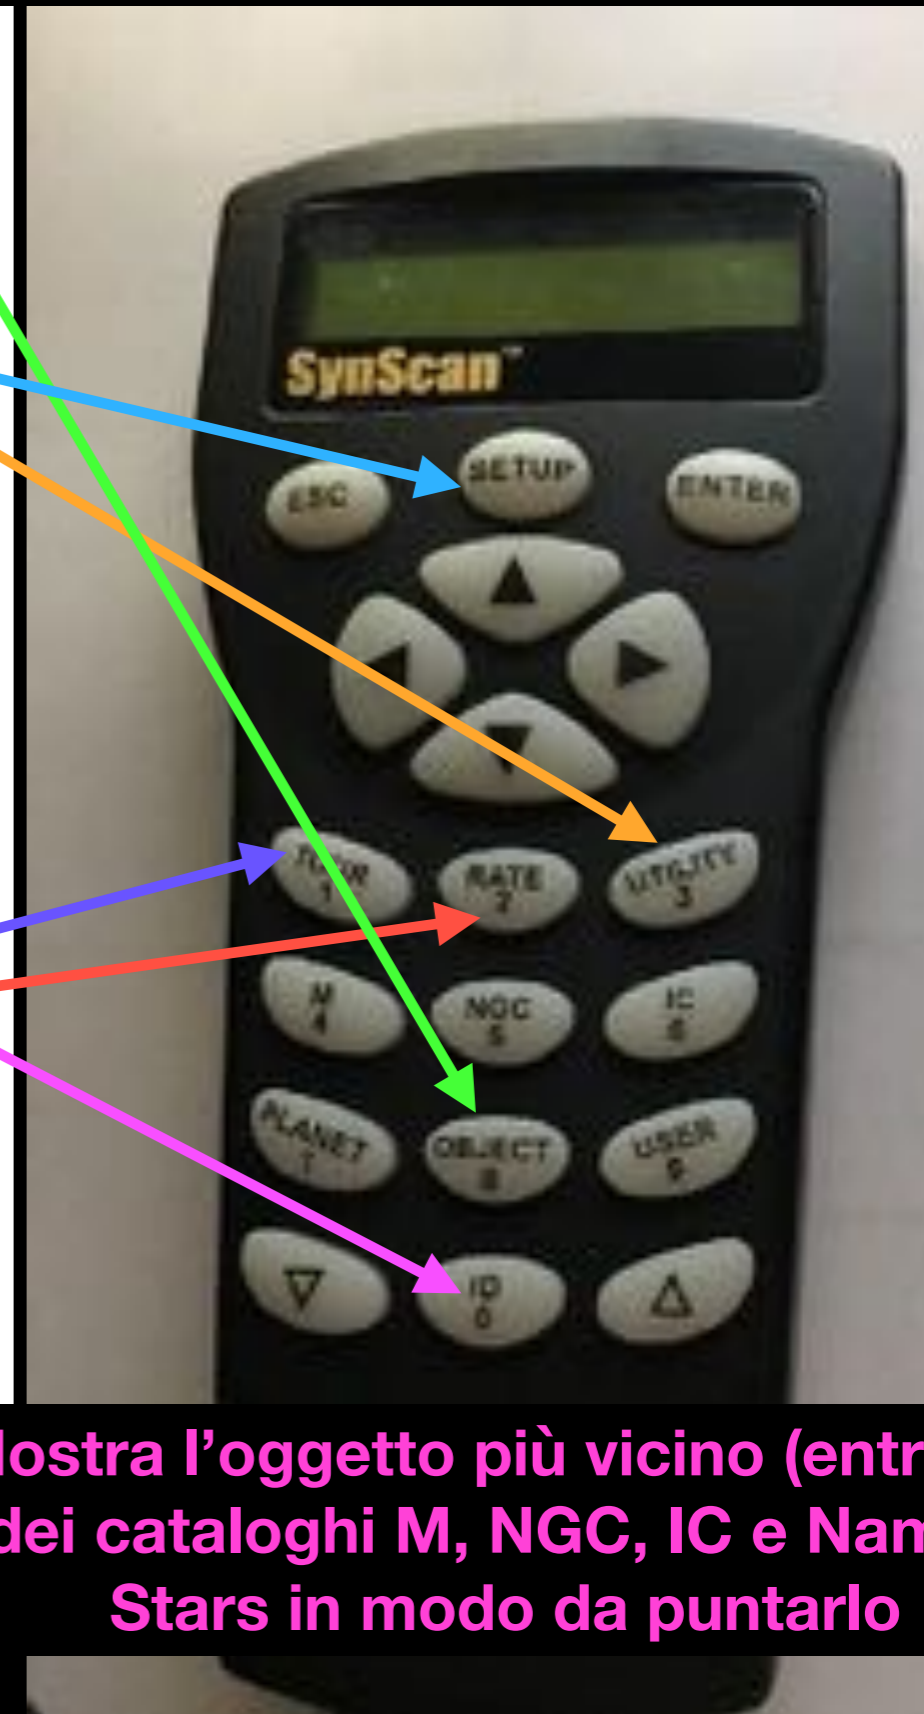 SynScan™
ESC
SETUP
ENTER
TOUR
1
RATE
2
UTILITY
3
M
4
NGC
5
IC
6
PLANET
7
OBJECT
8
USER
9
ID
0
ostra l’oggetto più vicino (entr
dei cataloghi M, NGC, IC e Nam
Stars in modo da puntarlo